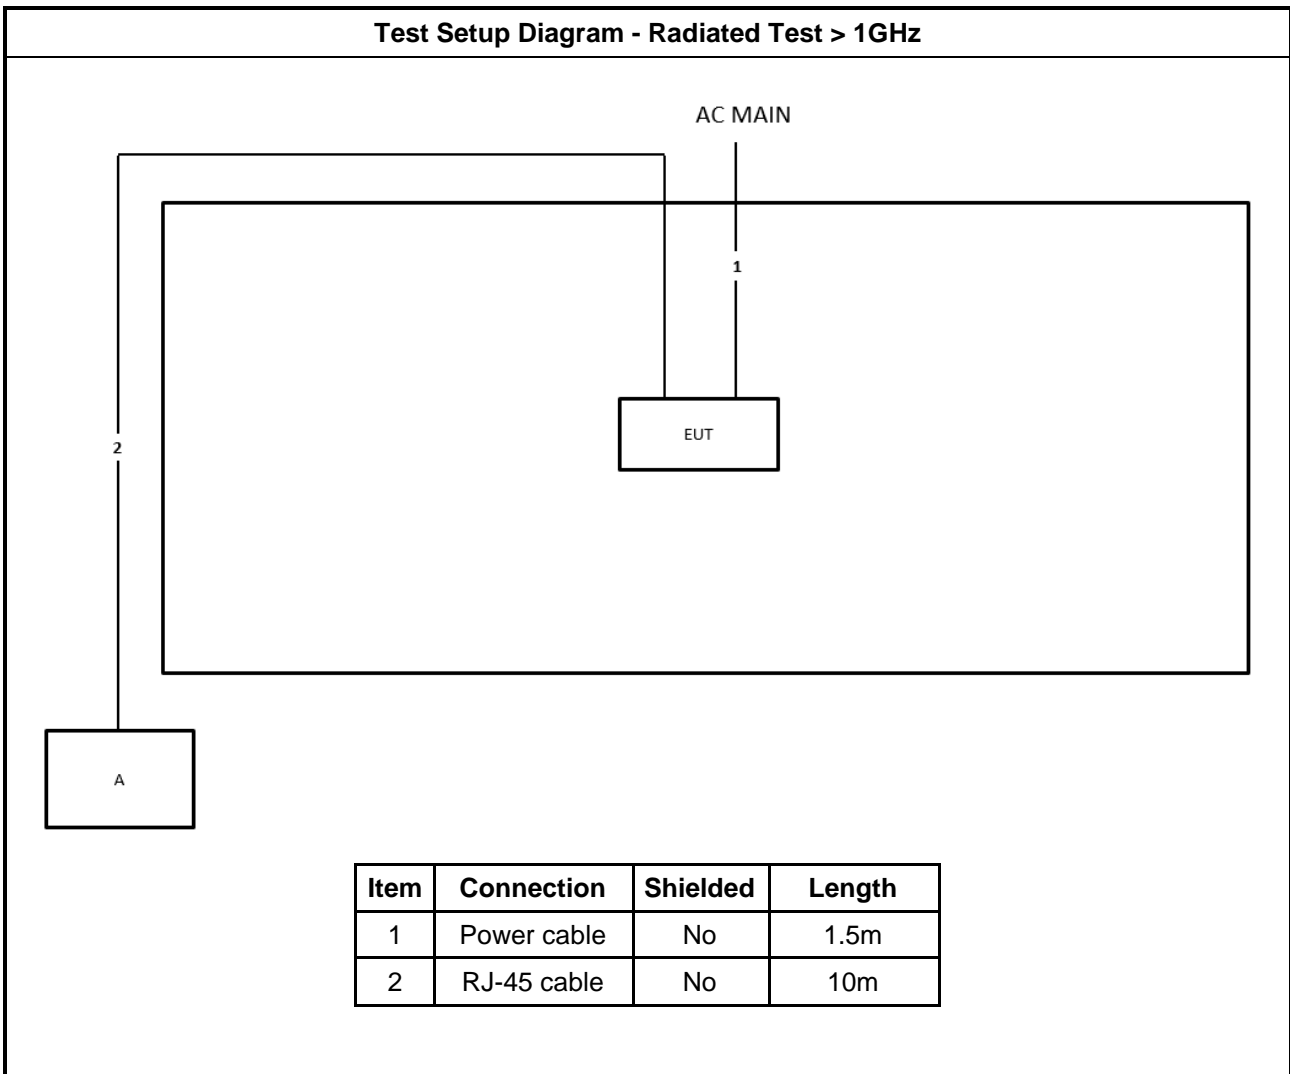 Test Setup Diagram - Radiated Test > 1GHz
AC MAIN
1
EUT
2
A
Item Connection Shielded Length
1 Power cable No 1.5m
2 RJ-45 cable No 10m